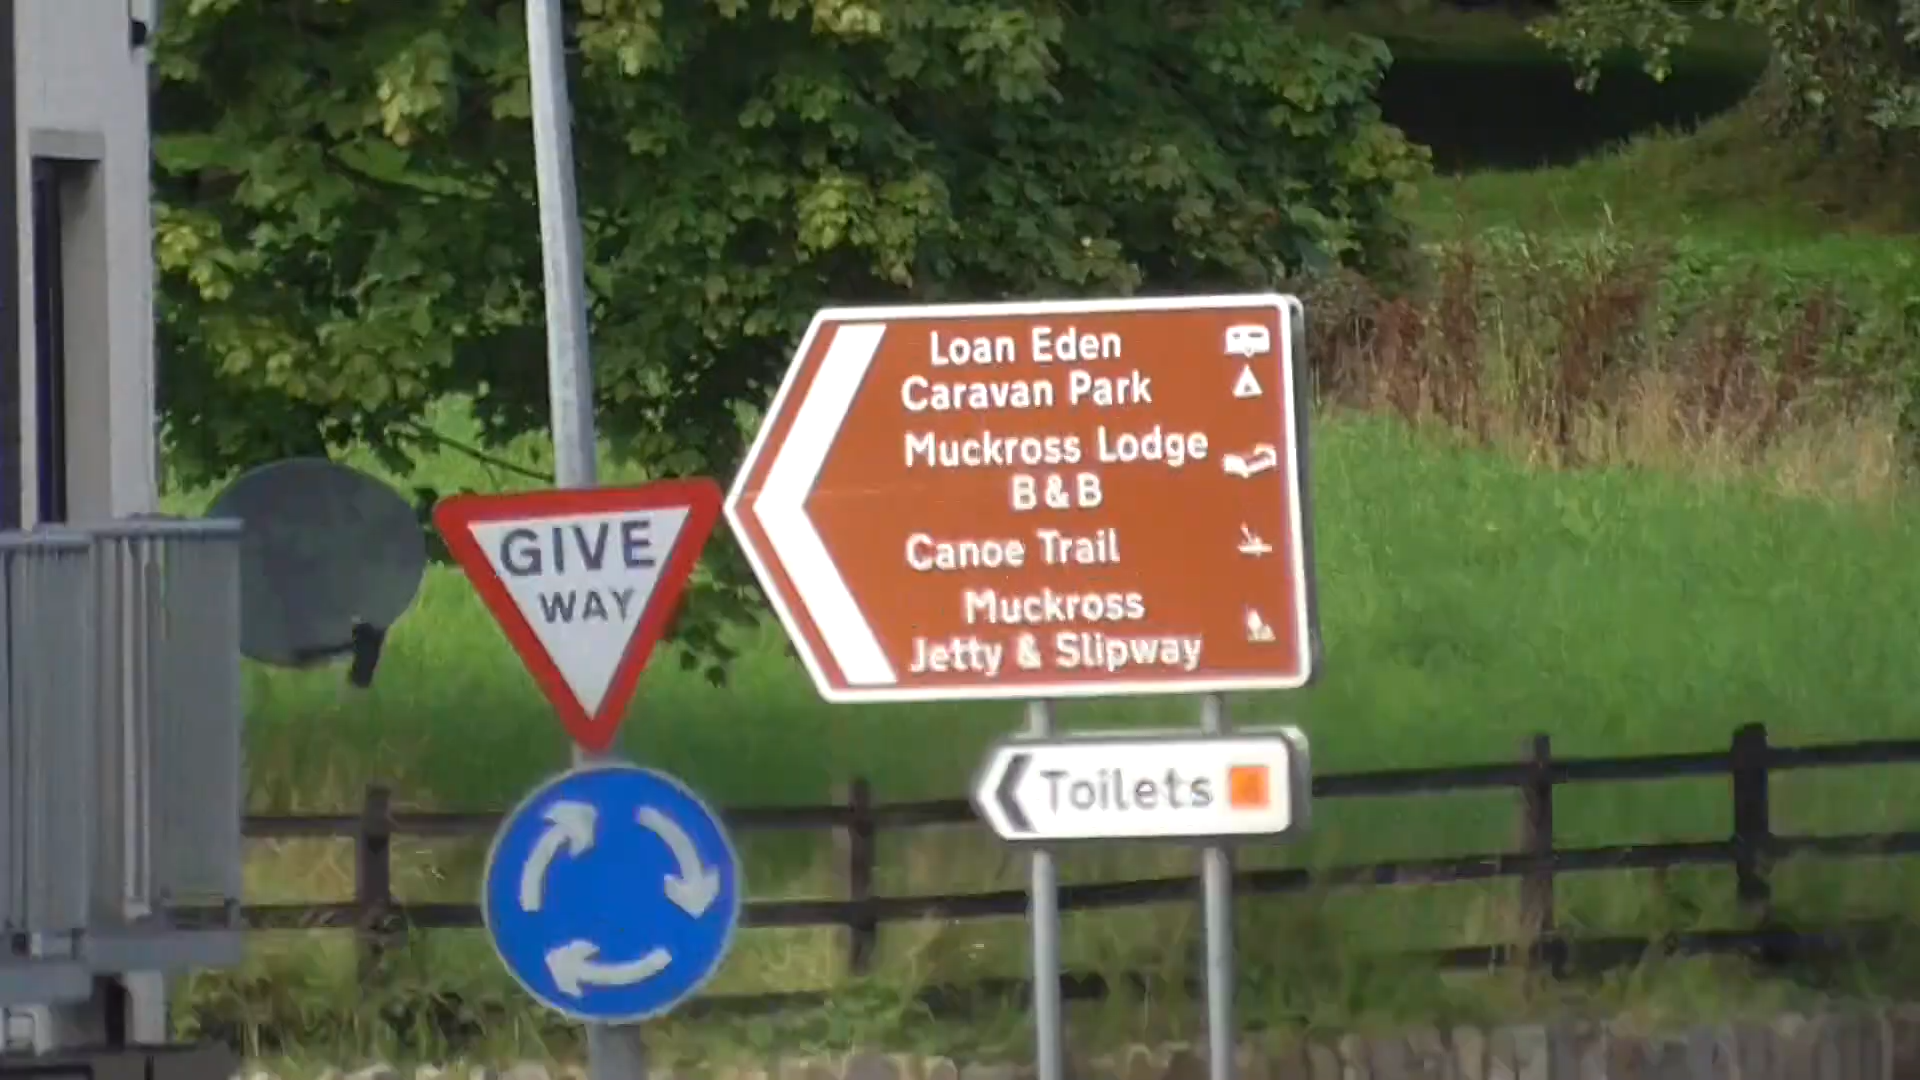 Loan Eden
Caravan Park
Muckross Lodge
B & B
Canoe Trail
Muckross
Jetty & Slipway
GIVE
WAY
Toilets